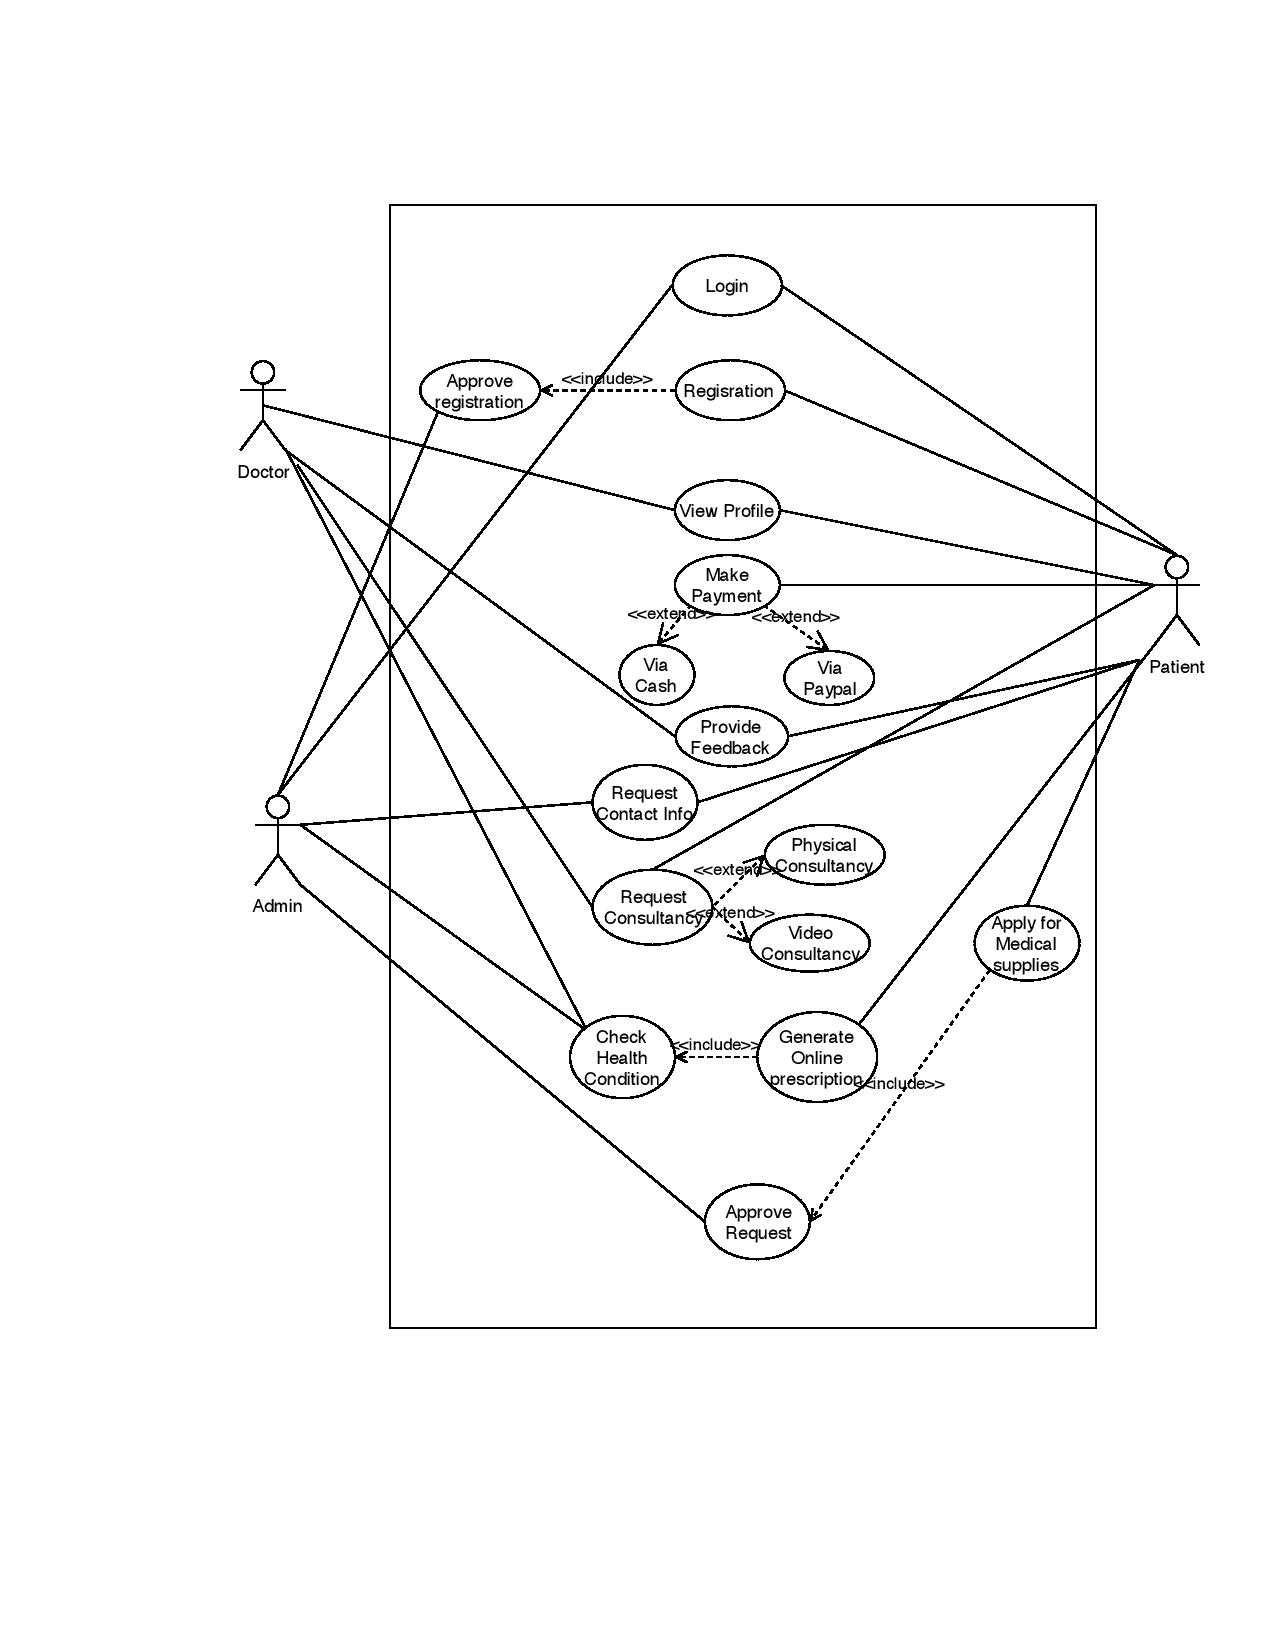 Login
Approve
registration
<<include>>
Regisration
Doctor
View Profile
Make
Payment
<<extend>>
<<extend>>
Via
Cash
Via
Paypal
Patient
Provide
Feedback
Request
Contact Info
Admin
Physical
Consultancy
<<extend>>
Request
Consultancy
<<extend>>
Video
Consultancy
Apply for
Medical
supplies
Check
Health
Condition
<<include>>
Generate
Online
prescription
<<include>>
Approve
Request